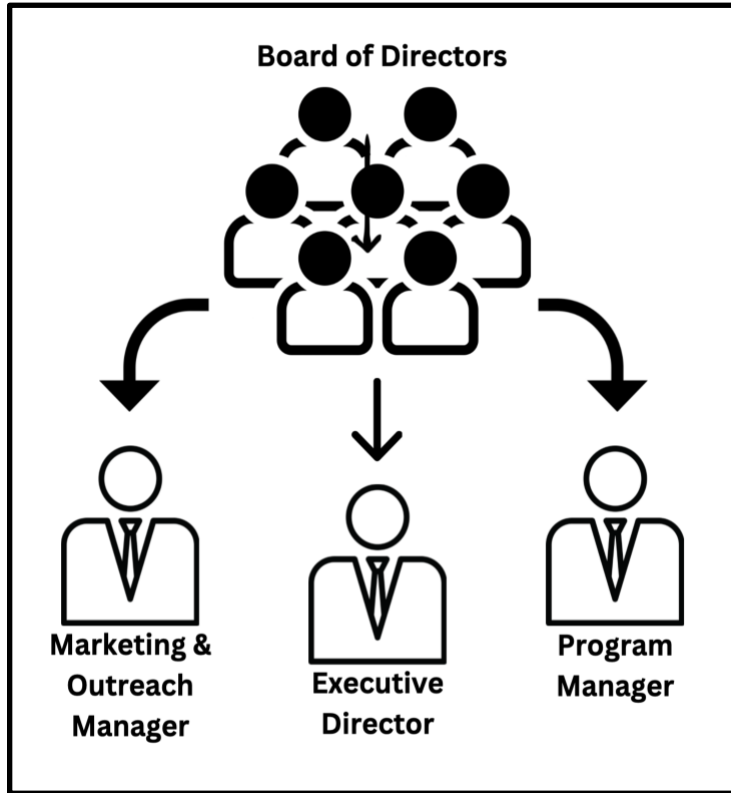 Board of Directors
Marketing &
Outreach
Manager
Executive
Director
Program
Manager